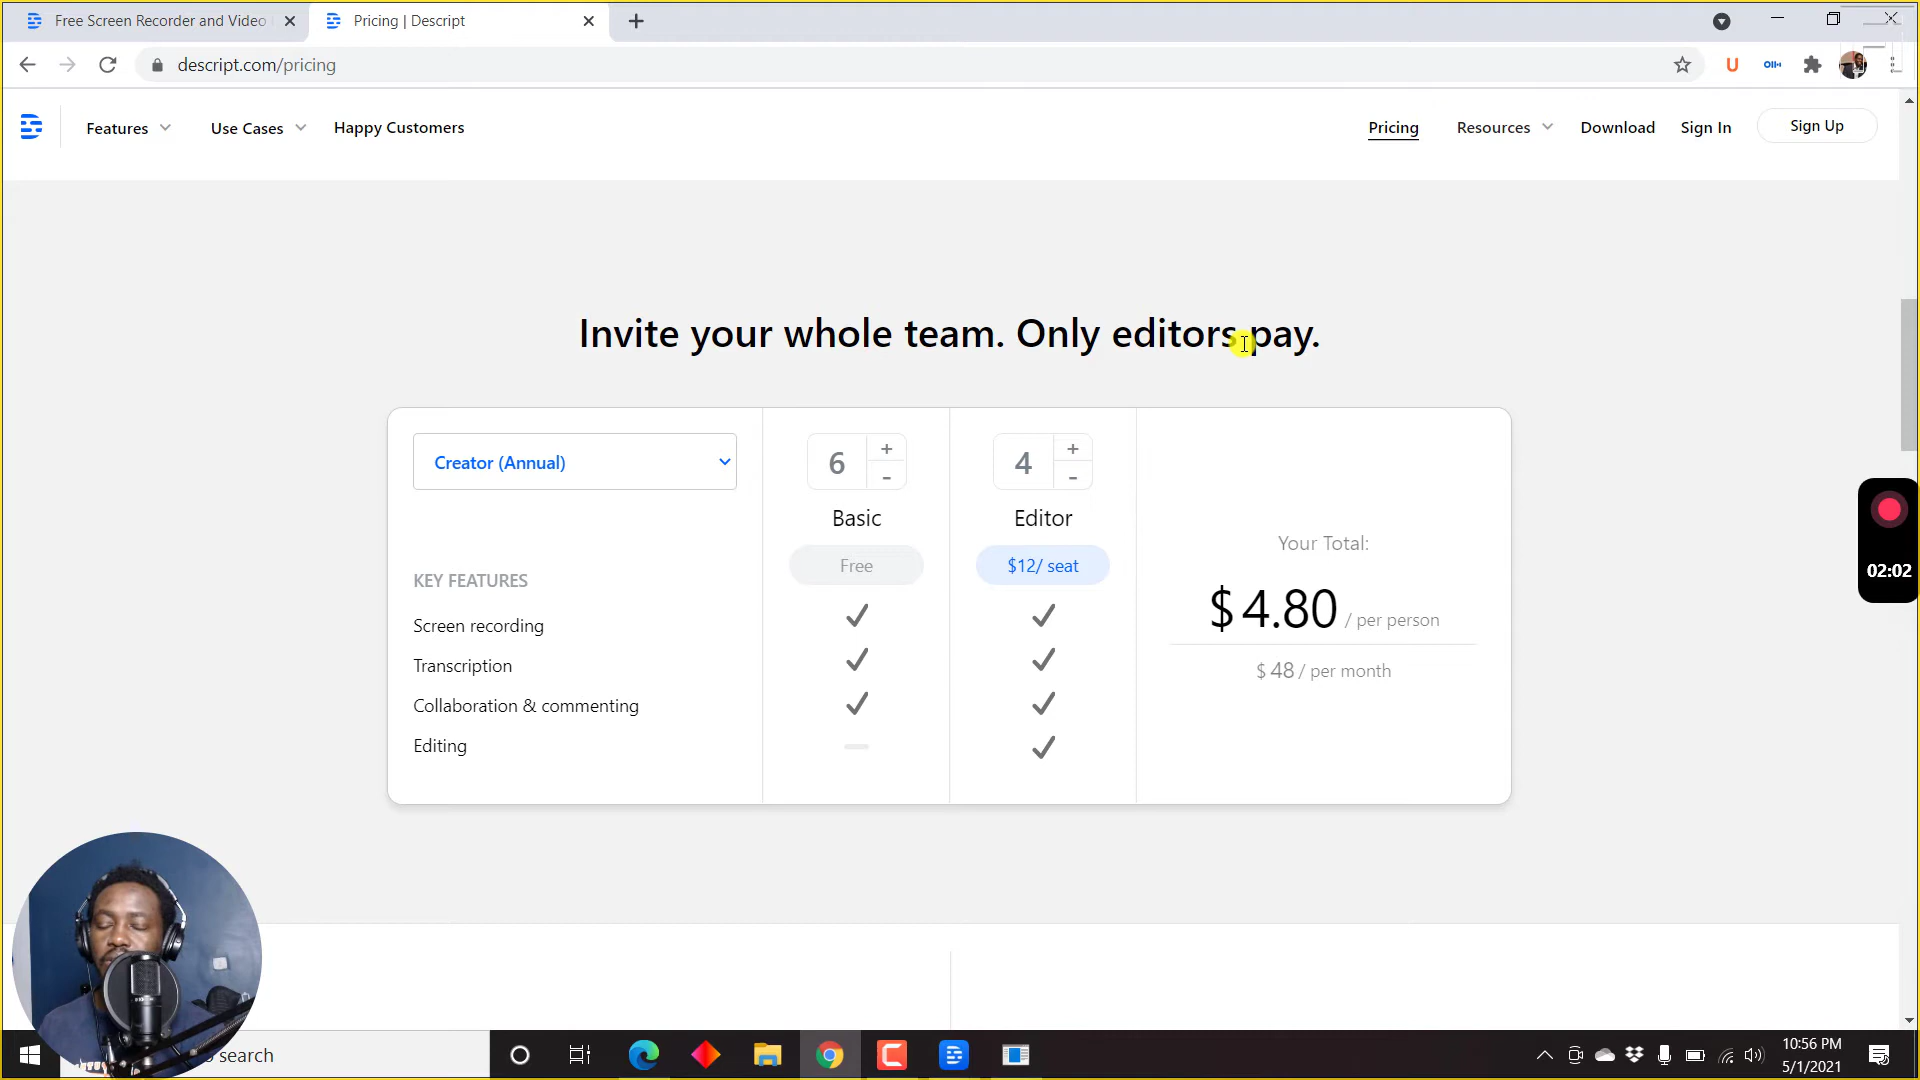 Free Screen Recorder and Video
Pricing | Descript
descript.com/pricing
Features
Use Cases
Happy Customers
Pricing
Resources
Download
Sign In
Sign Up
Invite your whole team. Only editors pay.
Creator (Annual)
6
+
-
4
+
-
Basic
Editor
Your Total:
Free
$12/ seat
KEY FEATURES
$4.80 / per person
Screen recording
Transcription
$ 48 / per month
Collaboration & commenting
Editing
02:02
search
10:56 PM
5/1/2021